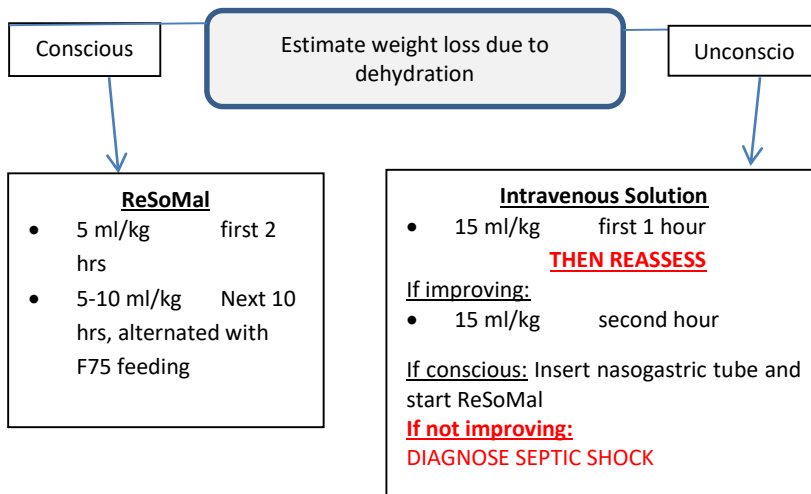 Conscious
Estimate weight loss due to
dehydration
Unconscio
ReSoMal
• 5 ml/kg first 2
hrs
• 5-10 ml/kg Next 10
hrs, alternated with
F75 feeding
Intravenous Solution
• 15 ml/kg first 1 hour
THEN REASSESS
If improving:
• 15 ml/kg second hour
If conscious: Insert nasogastric tube and
start ReSoMal
If not improving:
DIAGNOSE SEPTIC SHOCK